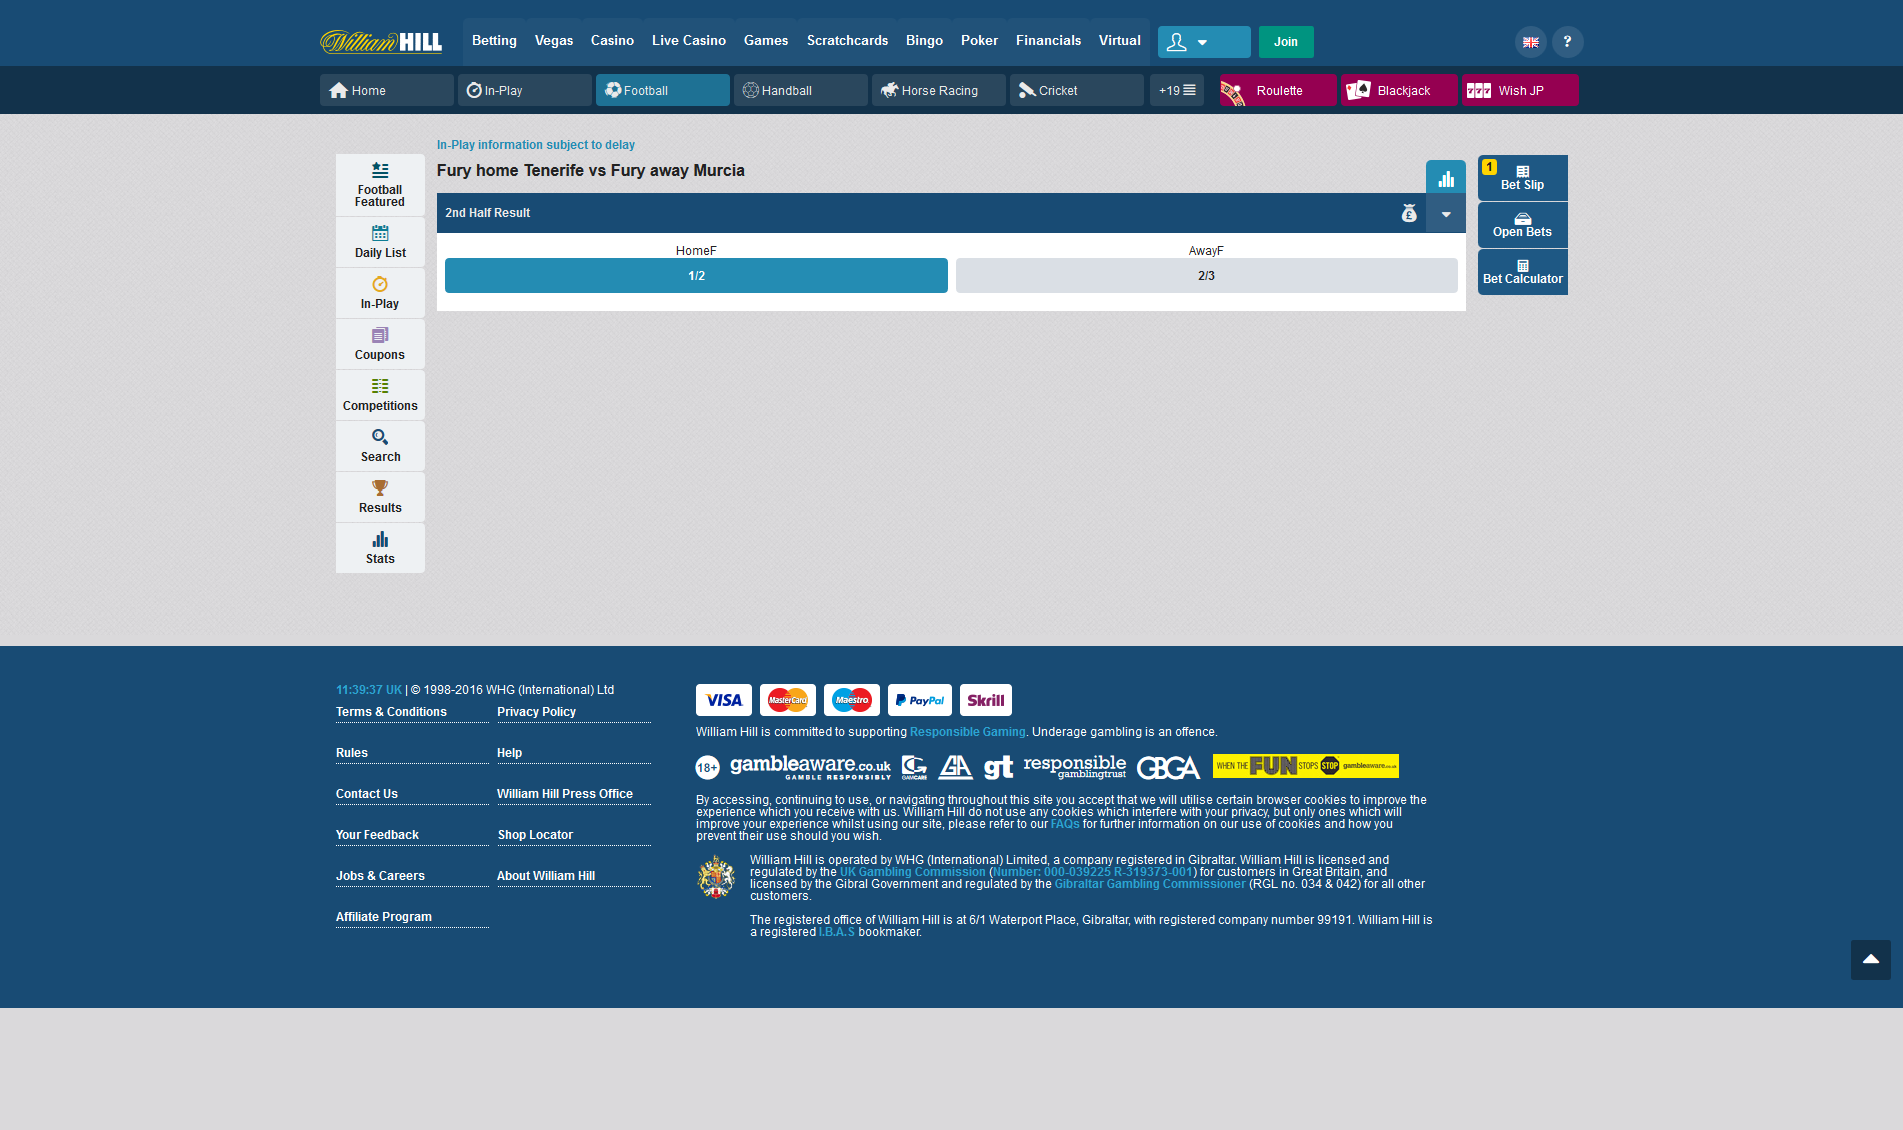 William HILL
Betting Vegas Casino Live Casino Games Scratchcards Bingo Poker Financials Virtual Join ?
Home In-Play Football Handball Horse Racing Cricket +19 Roulette Blackjack 777 Wish JP
In-Play information subject to delay
Fury home Tenerife vs Fury away Murcia
2nd Half Result £
HomeF AwayF
1/2 2/3
Football
Featured
Daily List
In-Play
Coupons
Competitions
Search
Results
Stats
1
Bet Slip
Open Bets
Bet Calculator
11:39:37 UK | © 1998-2016 WHG (International) Ltd
Terms & Conditions Privacy Policy
Rules Help
Contact Us William Hill Press Office
Your Feedback Shop Locator
Jobs & Careers About William Hill
Affiliate Program
VISA MasterCard Maestro PayPal Skrill
William Hill is committed to supporting Responsible Gaming. Underage gambling is an offence.
18+ gambleaware.co.uk GAMBLE RESPONSIBLY GAMCARE GA gt responsible gamblingtrust GBGA WHEN THE FUN STOPS STOP gambleaware.co.uk
By accessing, continuing to use, or navigating throughout this site you accept that we will utilise certain browser cookies to improve the
experience which you receive with us. William Hill do not use any cookies which interfere with your privacy, but only ones which will
improve your experience whilst using our site, please refer to our FAQs for further information on our use of cookies and how you
prevent their use should you wish.
William Hill is operated by WHG (International) Limited, a company registered in Gibraltar. William Hill is licensed and
regulated by the UK Gambling Commission (Number: 000-039225 R-319373-001) for customers in Great Britain, and
licensed by the Gibral Government and regulated by the Gibraltar Gambling Commissioner (RGL no. 034 & 042) for all other
customers.
The registered office of William Hill is at 6/1 Waterport Place, Gibraltar, with registered company number 99191. William Hill is
a registered I.B.A.S bookmaker.